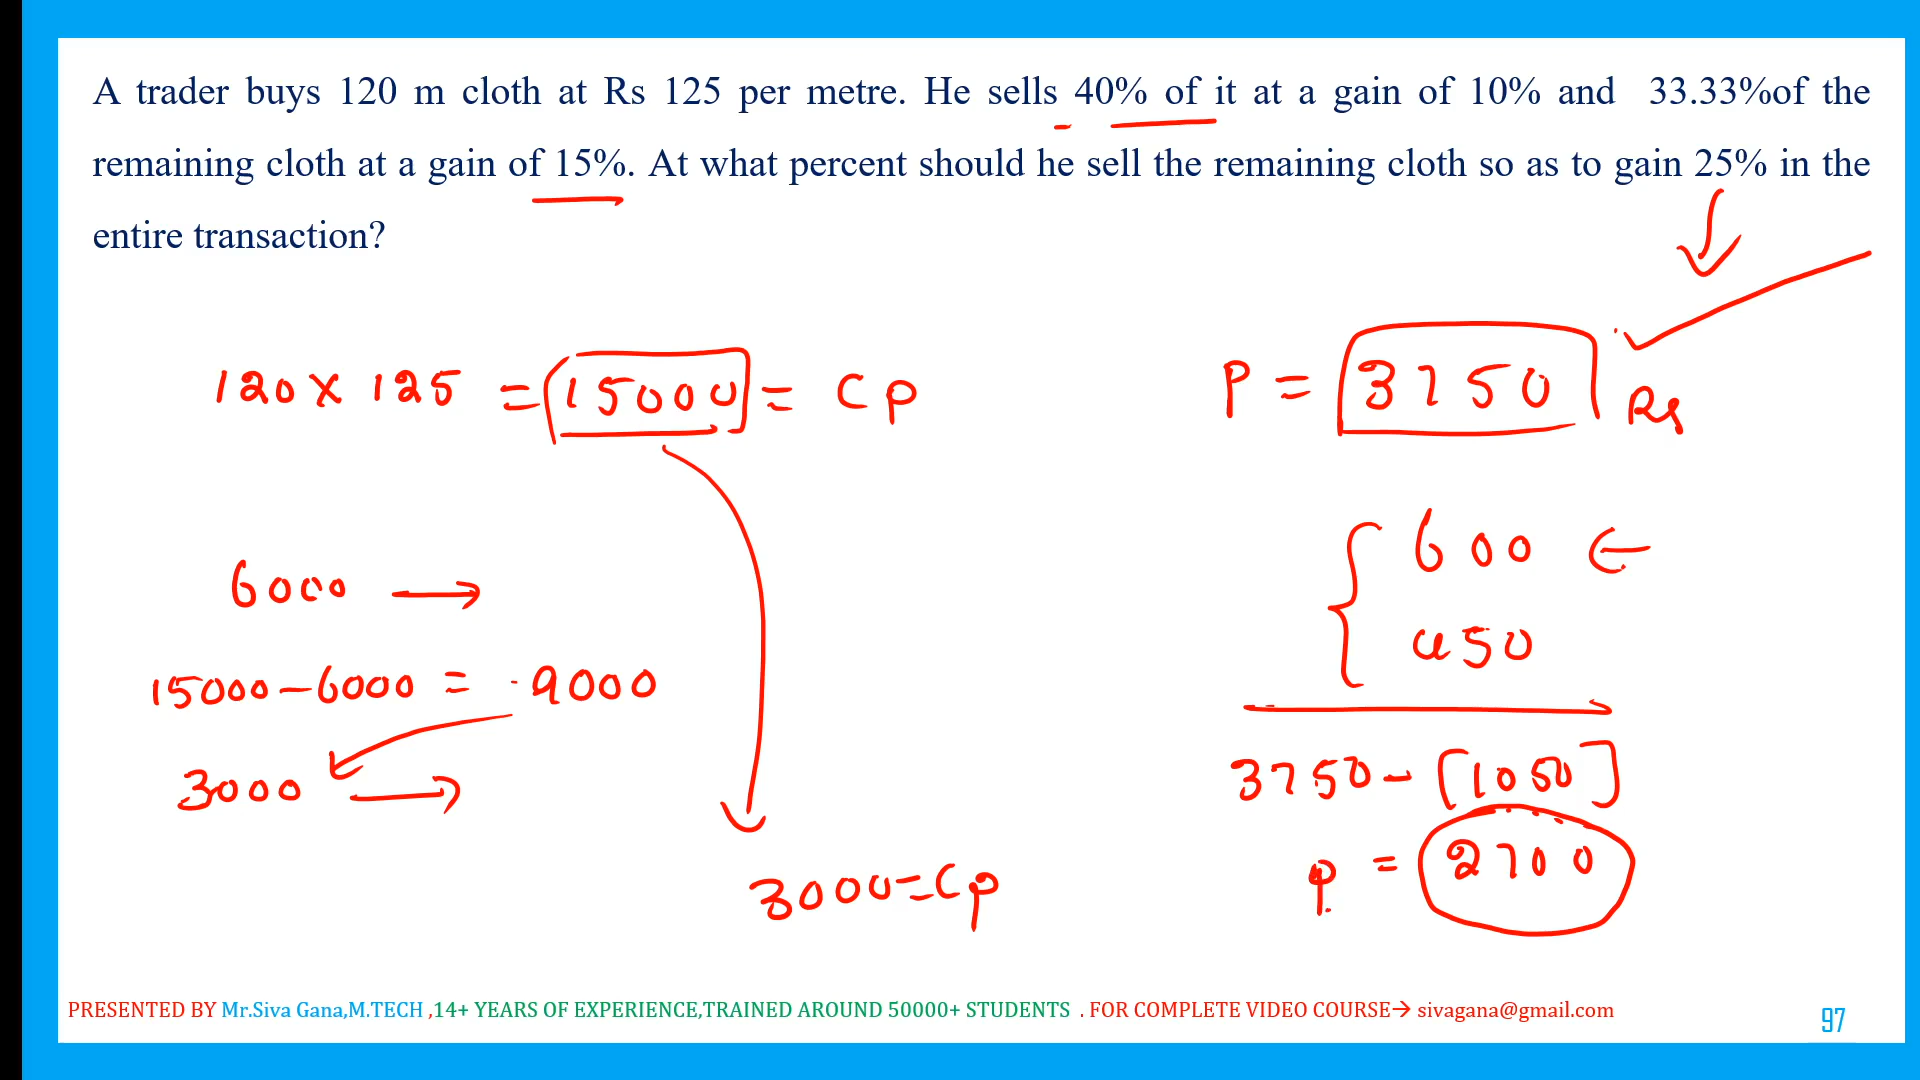 A trader buys 120 m cloth at Rs 125 per metre. He sells 40% of it at a gain of 10% and 33.33%of the
remaining cloth at a gain of 15%. At what percent should he sell the remaining cloth so as to gain 25% in the
entire transaction?
120 x 125 = 15000 = CP
P = 3750 Rs
6000 →
15000-6000 = 9000
3000 →
3000=CP
600 ←
450
3750-[1050]
P = 2700
PRESENTED BY Mr.Siva Gana,M.TECH ,14+ YEARS OF EXPERIENCE,TRAINED AROUND 50000+ STUDENTS . FOR COMPLETE VIDEO COURSE→ sivagana@gmail.com
97